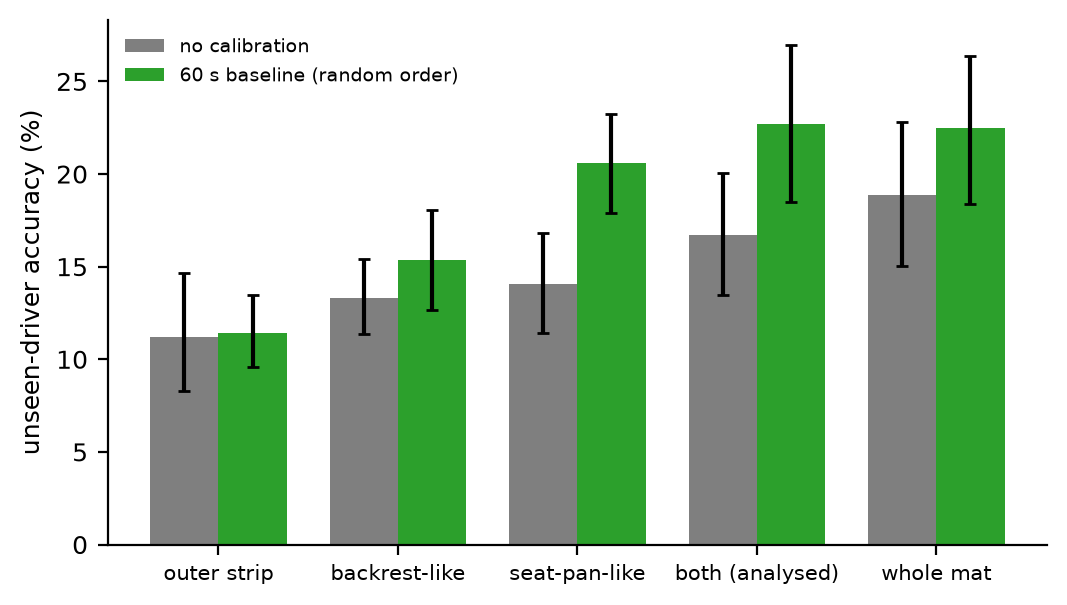 no calibration
60 s baseline (random order)
unseen-driver accuracy (%)
25
20
15
10
5
0
outer strip
backrest-like
seat-pan-like
both (analysed)
whole mat